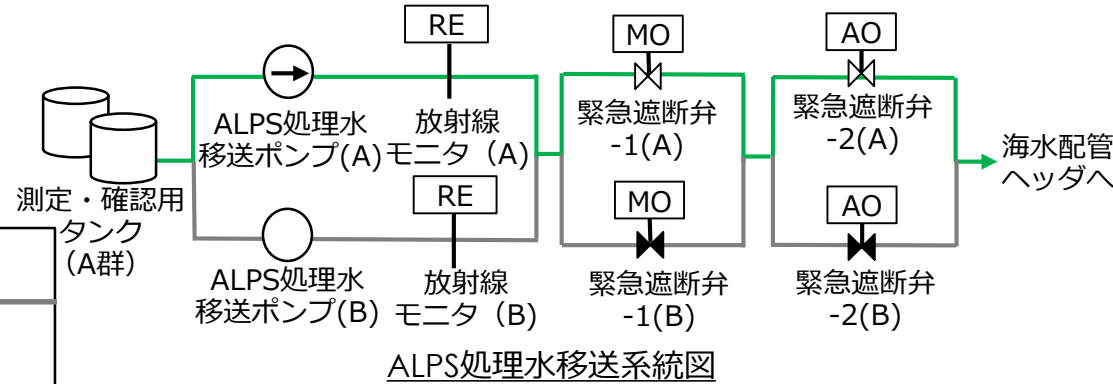 RE
MO
AO
ALPS処理水
移送ポンプ(A)
放射線
モニタ（A）
緊急遮断弁
-1(A)
緊急遮断弁
-2(A)
海水配管
ヘッダへ
測定・確認用
タンク
（A群）
RE
MO
AO
ALPS処理水
移送ポンプ(B)
放射線
モニタ（B）
緊急遮断弁
-1(B)
緊急遮断弁
-2(B)
ALPS処理水移送系統図